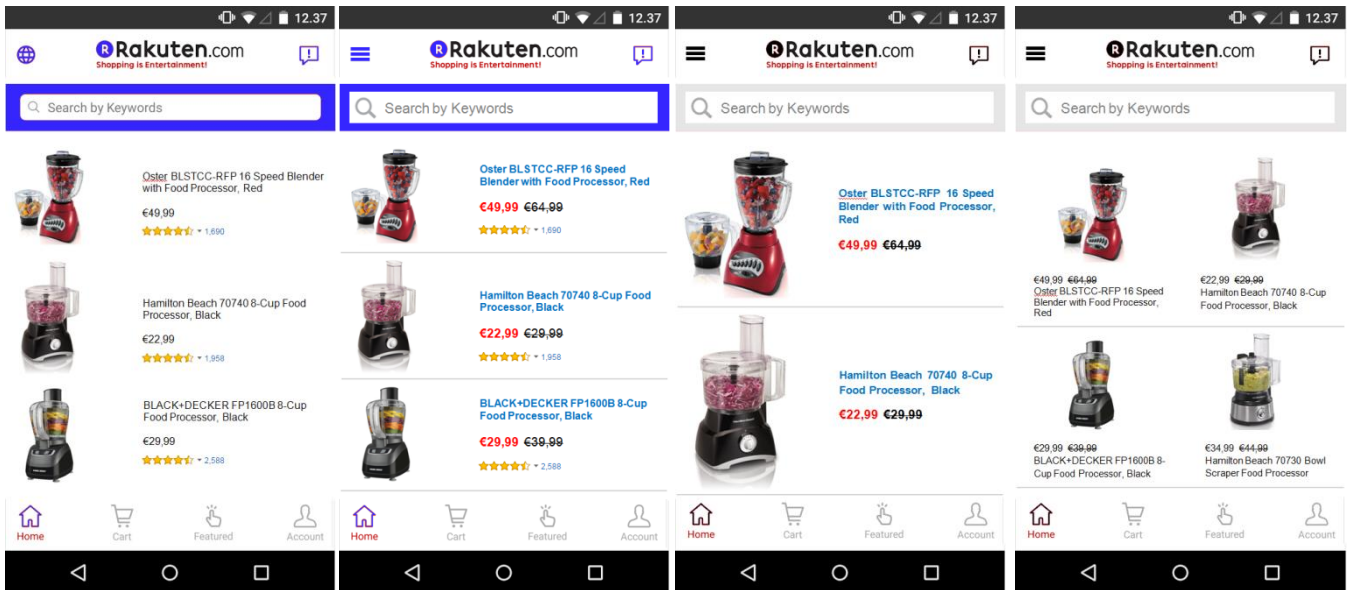 12.37
Rakuten.com
Shopping is Entertainment!
Search by Keywords
Oster BLSTCC-RFP 16 Speed Blender
with Food Processor, Red
€49,99
1,690
Hamilton Beach 70740 8-Cup Food
Processor, Black
€22,99
1,958
BLACK+DECKER FP1600B 8-Cup
Food Processor, Black
€29,99
2,588
Home Cart Featured Account
12.37
Rakuten.com
Shopping is Entertainment!
Search by Keywords
Oster BLSTCC-RFP 16 Speed
Blender with Food Processor, Red
€49,99 €64,99
1,690
Hamilton Beach 70740 8-Cup Food
Processor, Black
€22,99 €29,99
1,958
BLACK+DECKER FP1600B 8-Cup
Food Processor, Black
€29,99 €39,99
2,588
Home Cart Featured Account
12.37
Rakuten.com
Shopping is Entertainment!
Search by Keywords
Oster BLSTCC-RFP 16 Speed
Blender with Food Processor,
Red
€49,99 €64,99
Hamilton Beach 70740 8-Cup
Food Processor, Black
€22,99 €29,99
Home Cart Featured Account
12.37
Rakuten.com
Shopping is Entertainment!
Search by Keywords
€49,99 €64,99
Oster BLSTCC-RFP 16 Speed
Blender with Food Processor,
Red
€22,99 €29,99
Hamilton Beach 70740 8-Cup
Food Processor, Black
€29,99 €39,99
BLACK+DECKER FP1600B 8-
Cup Food Processor, Black
€34,99 €44,99
Hamilton Beach 70730 Bowl
Scraper Food Processor
Home Cart Featured Account